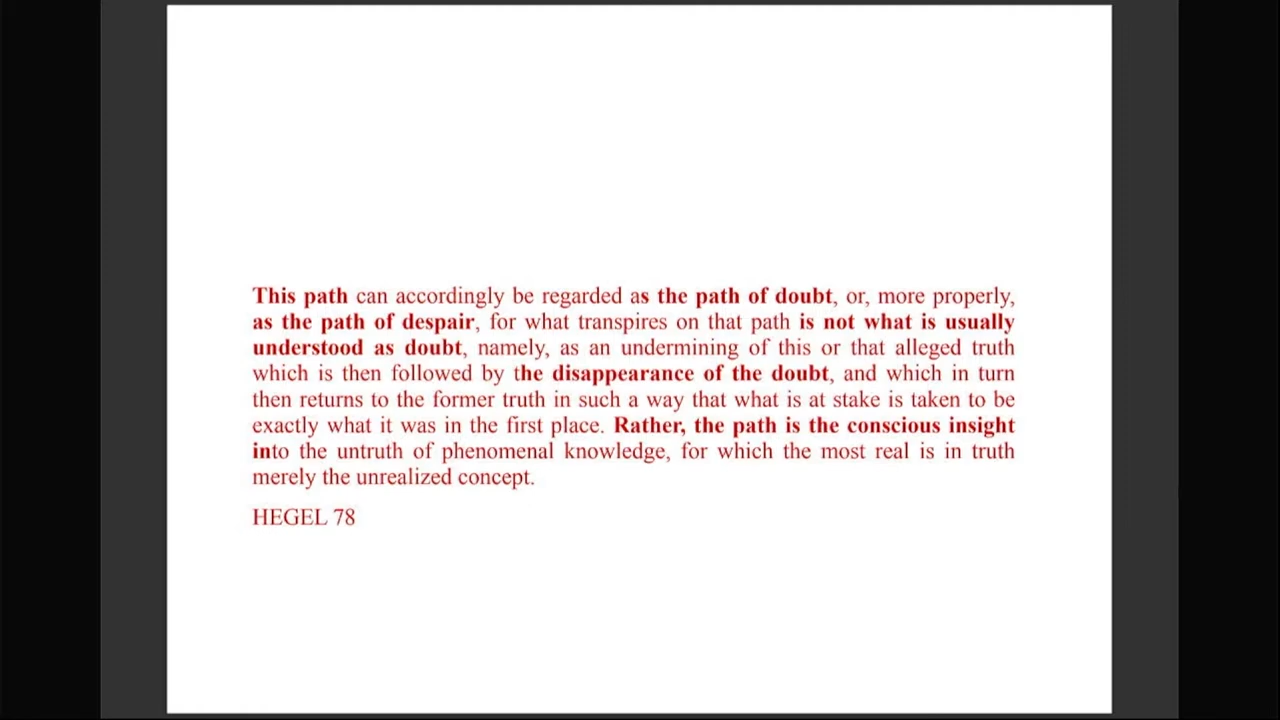 This path can accordingly be regarded as the path of doubt, or, more properly,
as the path of despair, for what transpires on that path is not what is usually
understood as doubt, namely, as an undermining of this or that alleged truth
which is then followed by the disappearance of the doubt, and which in turn
then returns to the former truth in such a way that what is at stake is taken to be
exactly what it was in the first place. Rather, the path is the conscious insight
into the untruth of phenomenal knowledge, for which the most real is in truth
merely the unrealized concept.
HEGEL 78